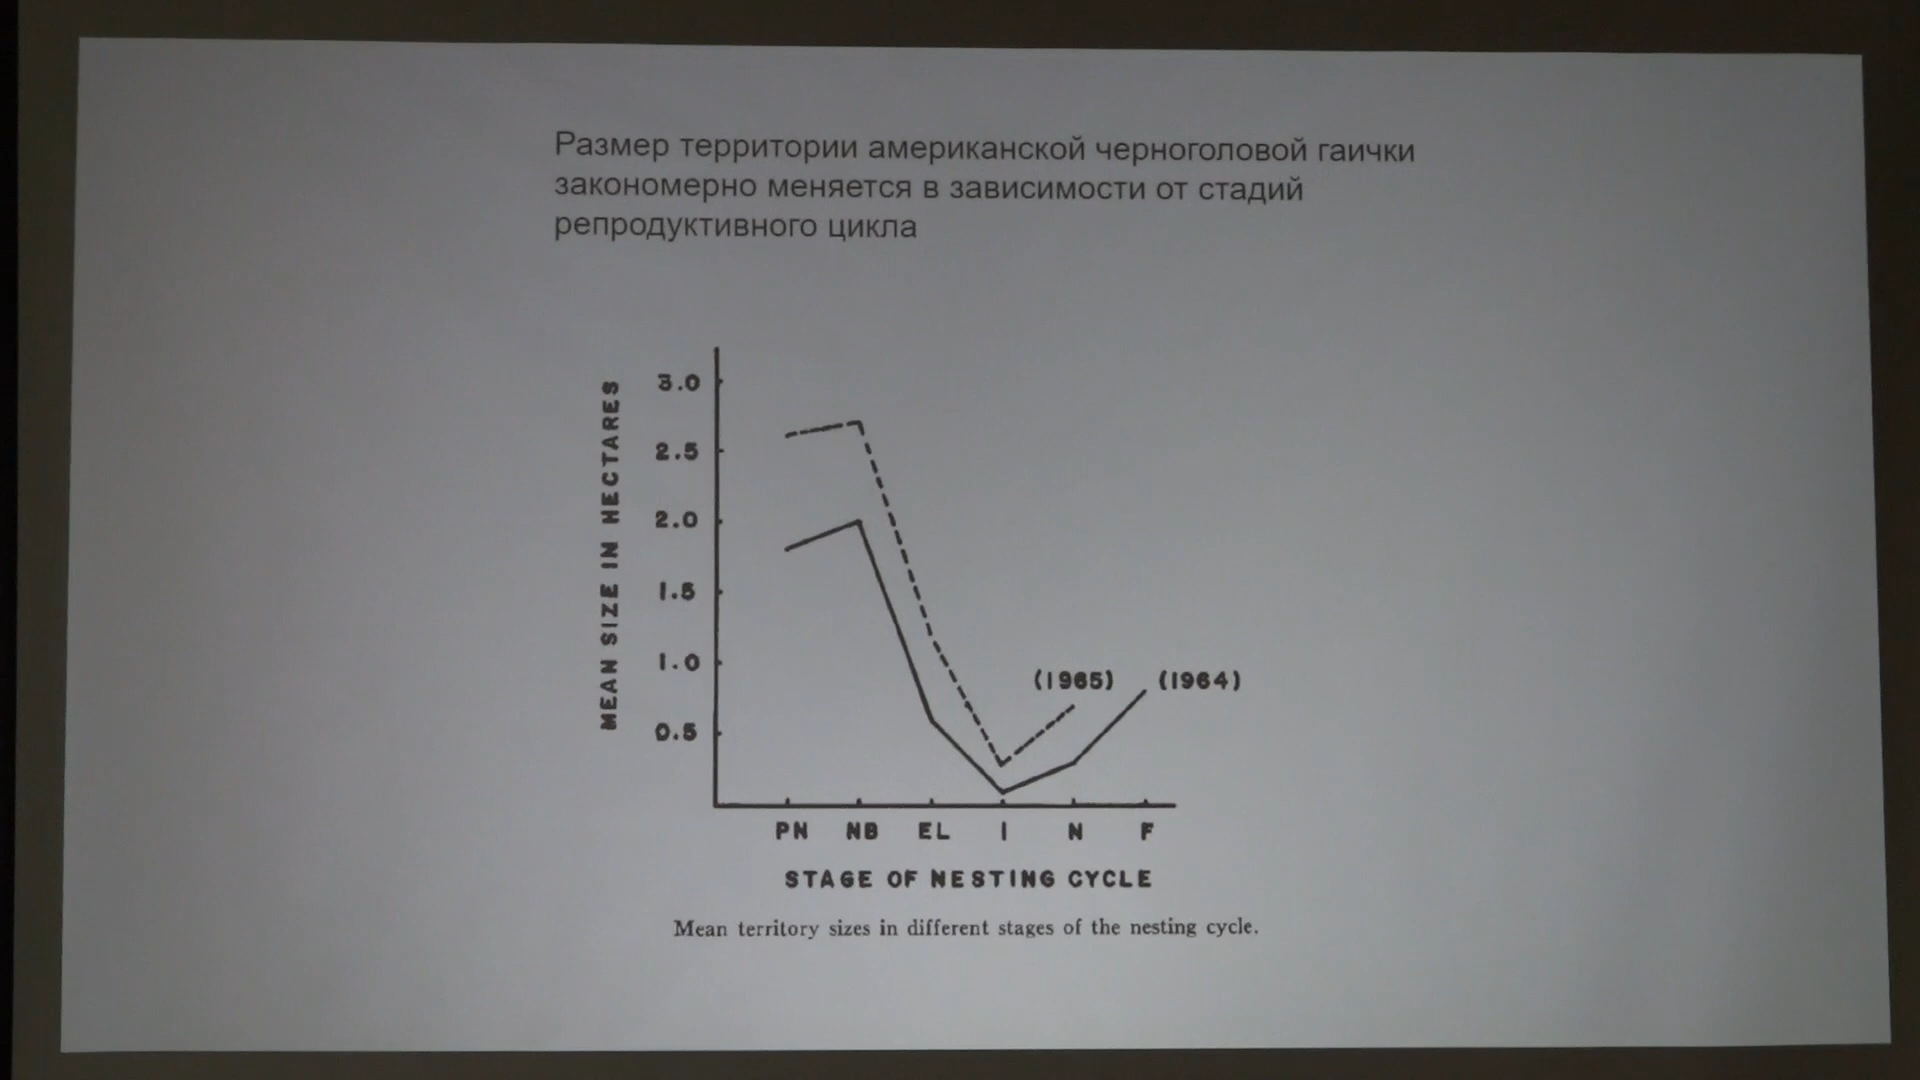 Размер территории американской черноголовой гаички
закономерно меняется в зависимости от стадий
репродуктивного цикла
MEAN SIZE IN HECTARES
3.0
2.5
2.0
1.5
1.0
0.5
(1965)
(1964)
PN NB EL I N F
STAGE OF NESTING CYCLE
Mean territory sizes in different stages of the nesting cycle.